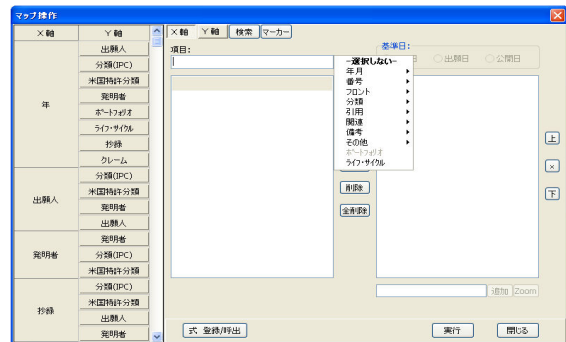 マップ操作
X 軸
Y 軸
年
出願人
分類(IPC)
米国特許分類
発明者
ポートフォリオ
ライフ・サイクル
抄録
クレーム
出願人
分類(IPC)
米国特許分類
発明者
出願人
発明者
発明者
分類(IPC)
米国特許分類
抄録
分類(IPC)
米国特許分類
出願人
発明者
X 軸
Y 軸
検索
マーカー
項目:
基準日:
日
出願日
公開日
-選択しない-
年月
番号
フロント
分類
引用
関連
備考
その他
ポートフォリオ
ライフ・サイクル
削除
全削除
上
×
下
追加
Zoom
式 登録/呼出
実行
閉じる